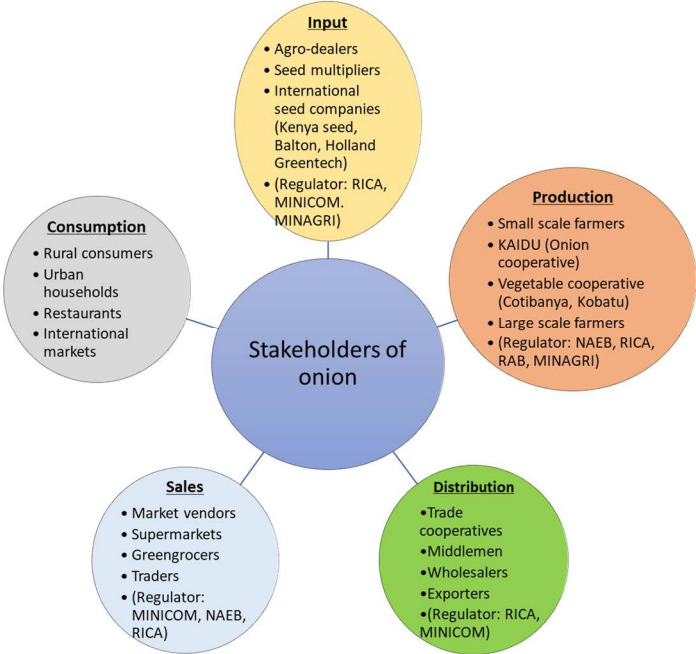 Input
• Agro-dealers
• Seed multipliers
• International
seed companies
(Kenya seed,
Balton, Holland
Greentech)
• (Regulator: RICA,
MINICOM.
MINAGRI)
Production
• Small scale farmers
• KAIDU (Onion
cooperative)
• Vegetable cooperative
(Cotibanya, Kobatu)
• Large scale farmers
• (Regulator: NAEB, RICA,
RAB, MINAGRI)
Consumption
• Rural consumers
• Urban
households
• Restaurants
• International
markets
Stakeholders of
onion
Sales
• Market vendors
• Supermarkets
• Greengrocers
• Traders
• (Regulator:
MINICOM, NAEB,
RICA)
Distribution
•Trade
cooperatives
•Middlemen
•Wholesalers
•Exporters
•(Regulator: RICA,
MINICOM)